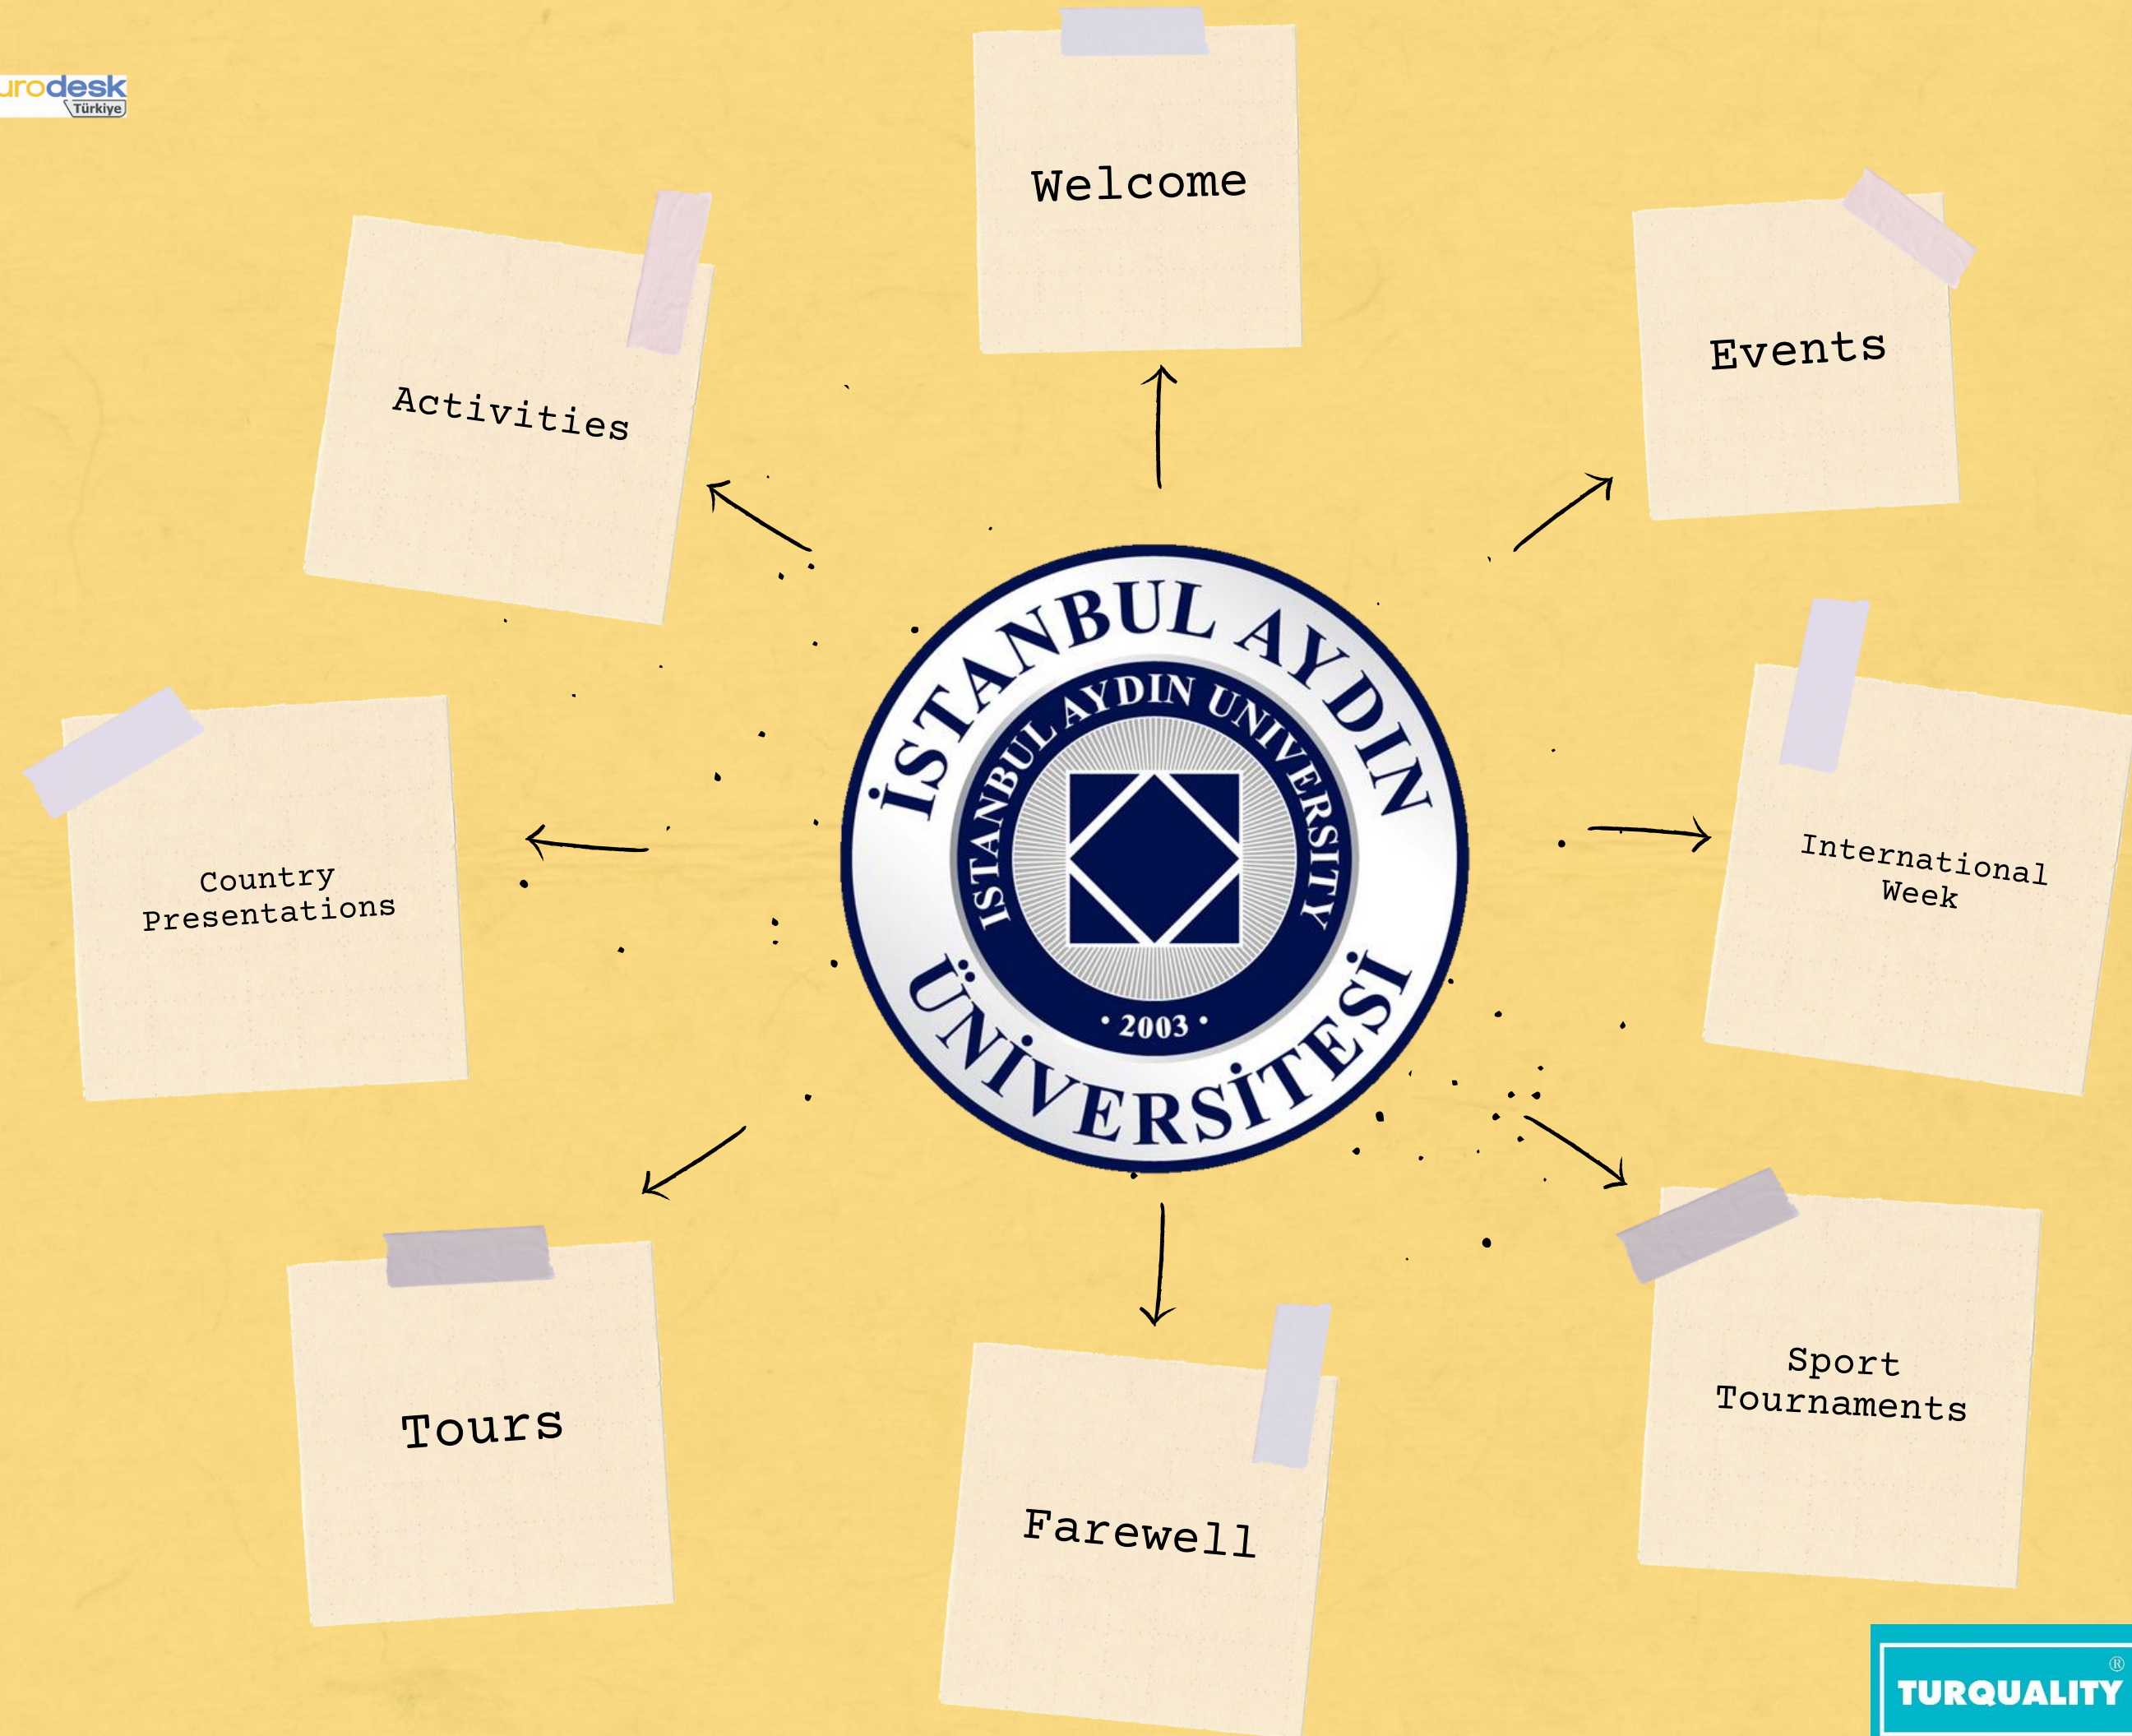 urodesk
Türkiye
Welcome
Events
Activities
İSTANBUL AYDIN
ÜNİVERSİTESİ
ISTANBUL AYDIN UNIVERSITY
• 2003 •
International
Week
Country
Presentations
Sport
Tournaments
Tours
Farewell
TURQUALITY®